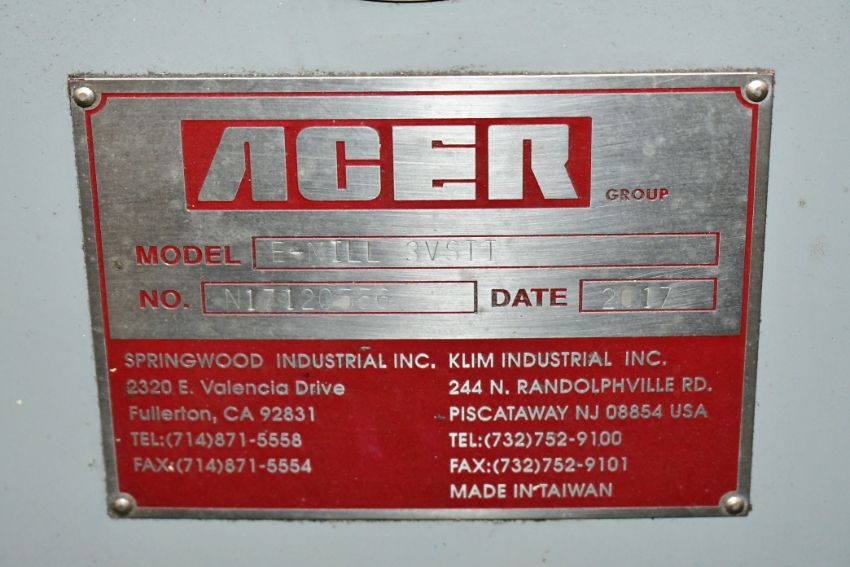 ACER GROUP
MODEL E-MILL 3VSII
NO. DATE 2017
SPRINGWOOD INDUSTRIAL INC.
2320 E. Valencia Drive
Fullerton, CA 92831
TEL:(714)871-5558
FAX:(714)871-5554
KLIM INDUSTRIAL INC.
244 N. RANDOLPHVILLE RD.
PISCATAWAY NJ 08854 USA
TEL:(732)752-9100
FAX:(732)752-9101
MADE IN TAIWAN